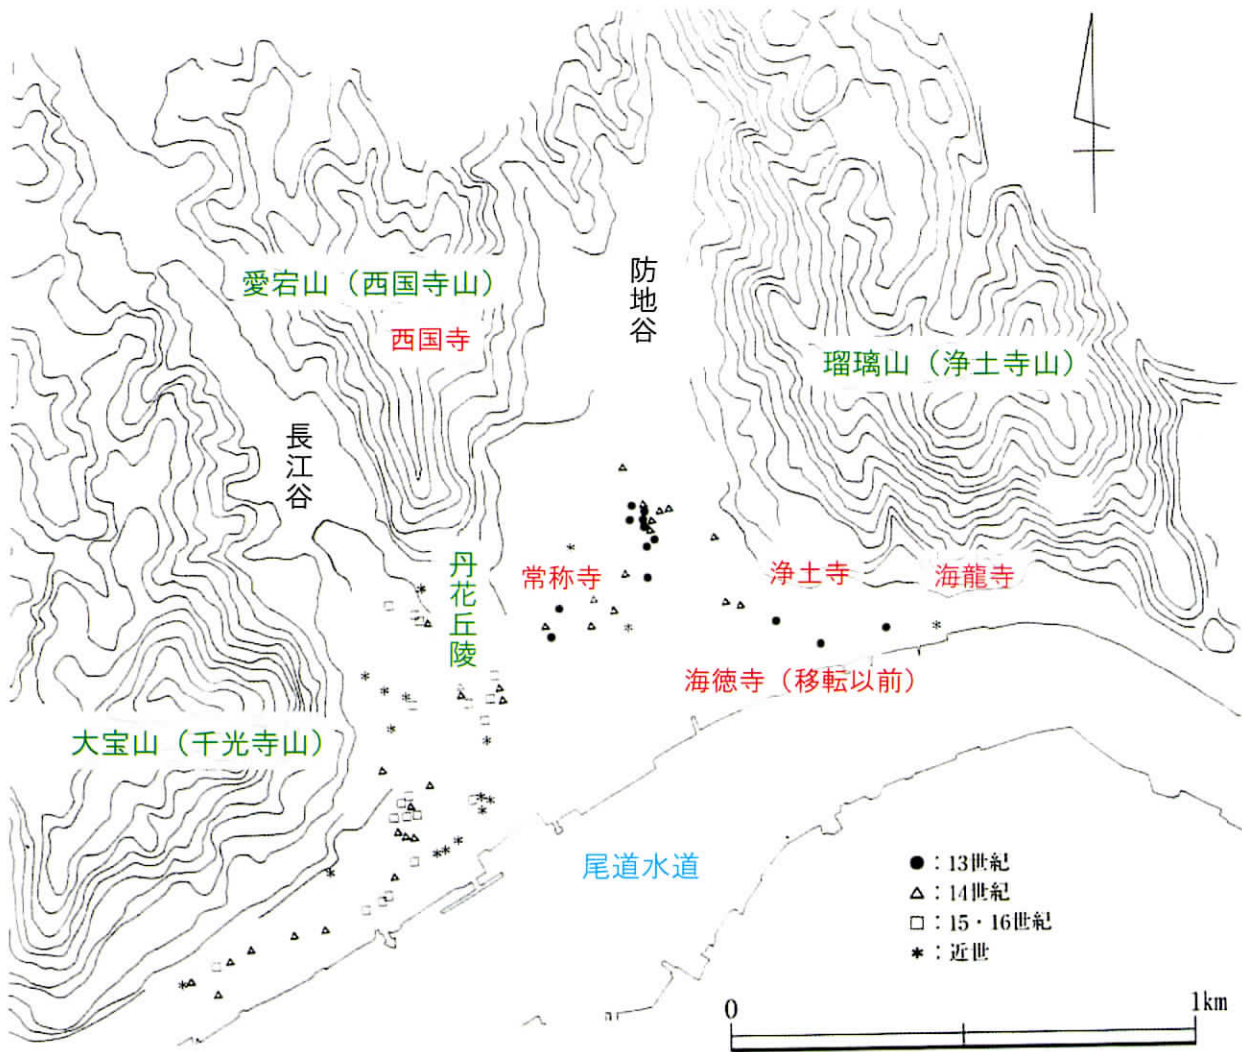 愛宕山（西国寺山）
西国寺
防地谷
瑠璃山（浄土寺山）
長江谷
丹花丘陵
常称寺
浄土寺
海龍寺
海徳寺（移転以前）
大宝山（千光寺山）
尾道水道
●：13世紀
△：14世紀
□：15・16世紀
＊：近世
0 1km